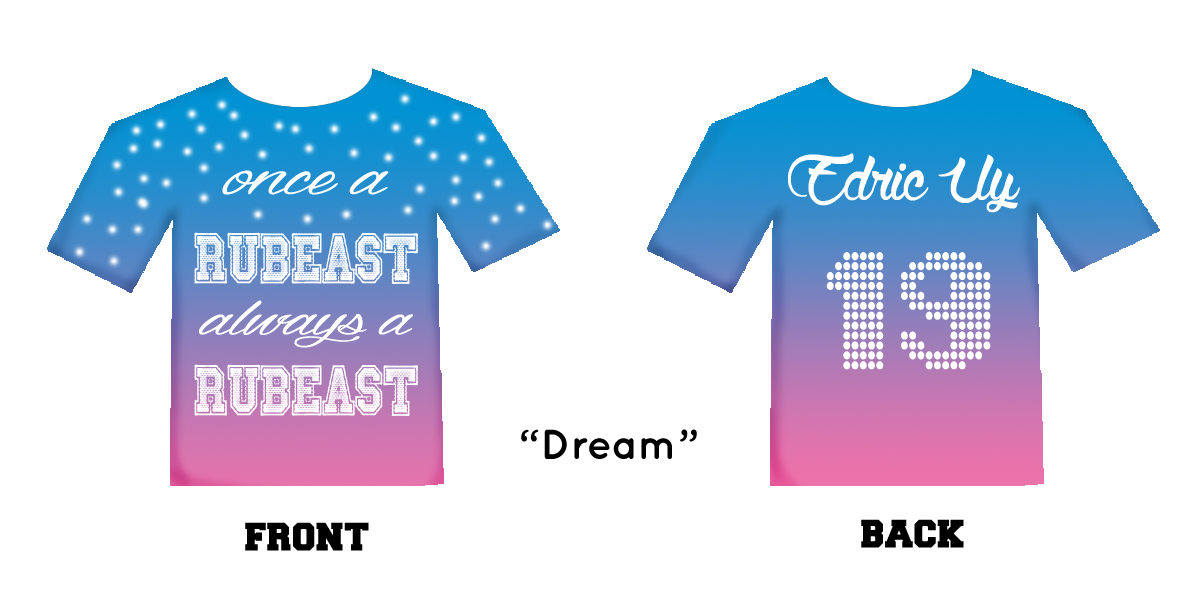 once a
RUBEAST
always a
RUBEAST
Edric Uy
19
“Dream”
FRONT
BACK